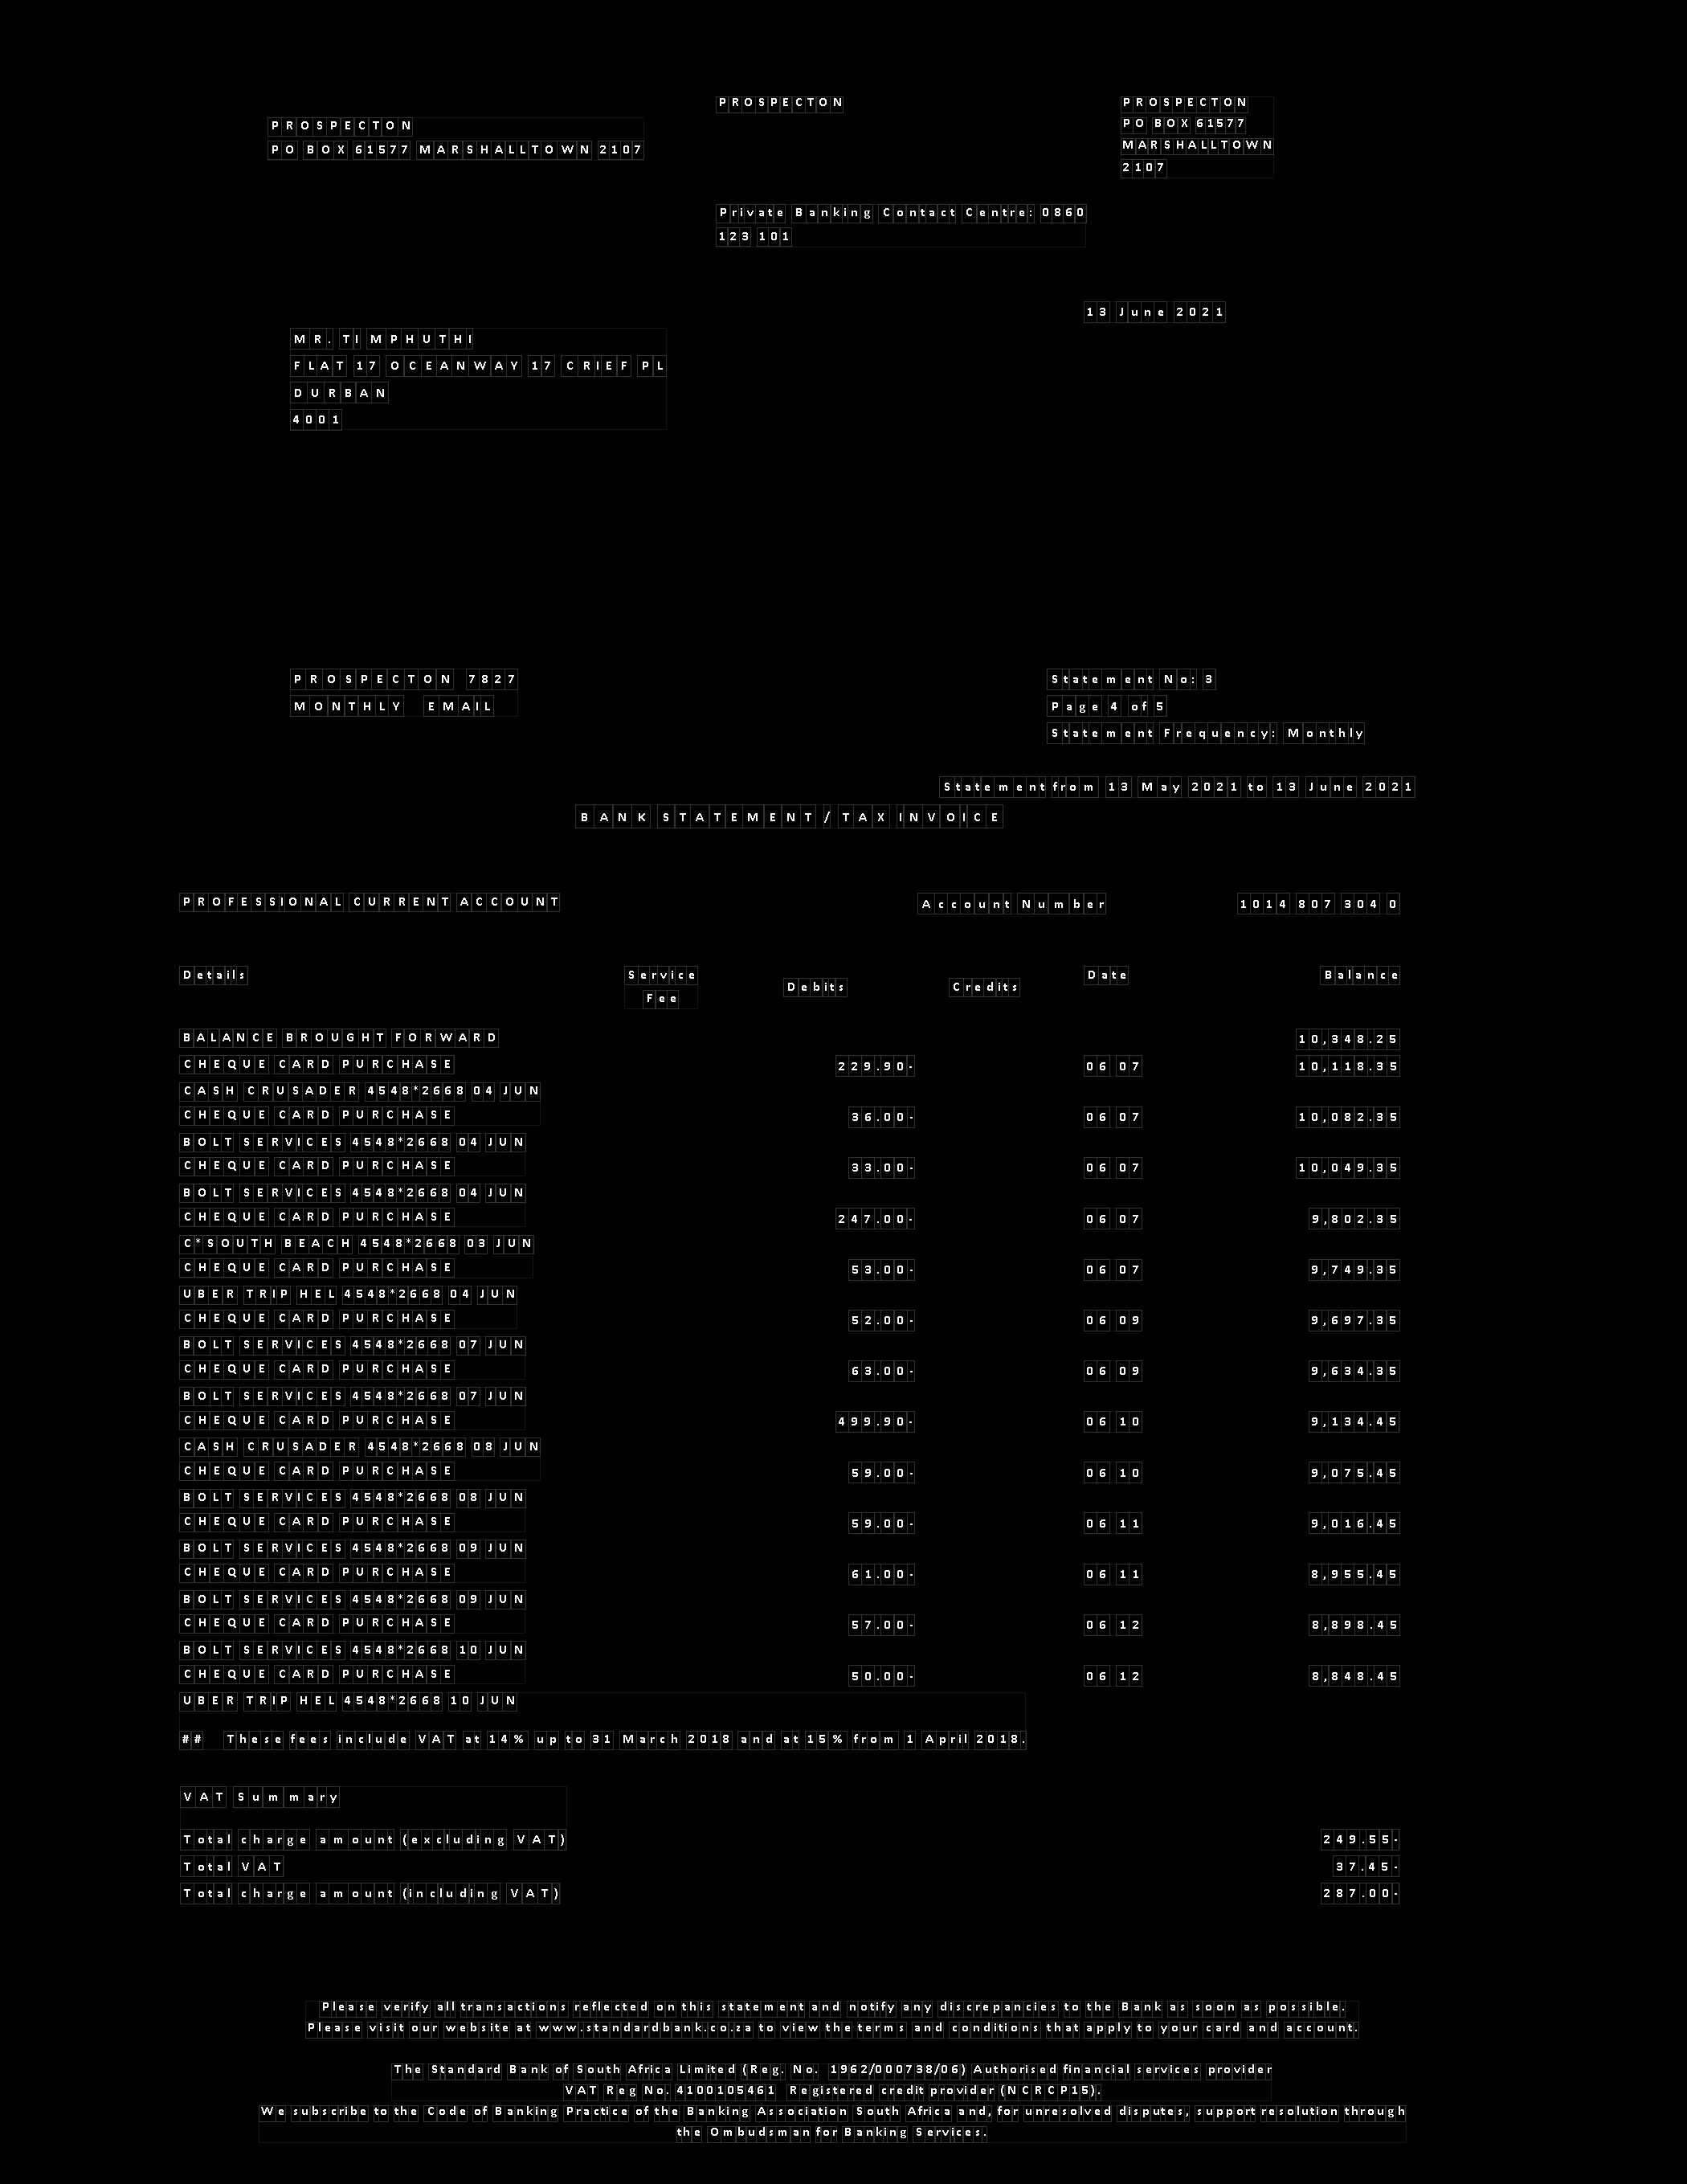 PROSPECTON
PO BOX 61577 MARSHALLTOWN 2107
PROSPECTON
PROSPECTON
PO BOX 61577
MARSHALLTOWN
2107
Private Banking Contact Centre: 0860
123 101
13 June 2021
MR. TI MPHUTHI
FLAT 17 OCEANWAY 17 CRIEF PL
DURBAN
4001
PROSPECTON 7827
MONTHLY EMAIL
Statement No: 3
Page 4 of 5
Statement Frequency: Monthly
Statement from 13 May 2021 to 13 June 2021
BANK STATEMENT / TAX INVOICE
PROFESSIONAL CURRENT ACCOUNT Account Number 1014 807 304 0
Details Service Fee Debits Credits Date Balance
BALANCE BROUGHT FORWARD 10,348.25
CHEQUE CARD PURCHASE 229.90- 06 07 10,118.35
CASH CRUSADER 4548*2668 04 JUN
CHEQUE CARD PURCHASE 36.00- 06 07 10,082.35
BOLT SERVICES 4548*2668 04 JUN
CHEQUE CARD PURCHASE 33.00- 06 07 10,049.35
BOLT SERVICES 4548*2668 04 JUN
CHEQUE CARD PURCHASE 247.00- 06 07 9,802.35
C*SOUTH BEACH 4548*2668 03 JUN
CHEQUE CARD PURCHASE 53.00- 06 07 9,749.35
UBER TRIP HEL 4548*2668 04 JUN
CHEQUE CARD PURCHASE 52.00- 06 09 9,697.35
BOLT SERVICES 4548*2668 07 JUN
CHEQUE CARD PURCHASE 63.00- 06 09 9,634.35
BOLT SERVICES 4548*2668 07 JUN
CHEQUE CARD PURCHASE 499.90- 06 10 9,134.45
CASH CRUSADER 4548*2668 08 JUN
CHEQUE CARD PURCHASE 59.00- 06 10 9,075.45
BOLT SERVICES 4548*2668 08 JUN
CHEQUE CARD PURCHASE 59.00- 06 11 9,016.45
BOLT SERVICES 4548*2668 09 JUN
CHEQUE CARD PURCHASE 61.00- 06 11 8,955.45
BOLT SERVICES 4548*2668 09 JUN
CHEQUE CARD PURCHASE 57.00- 06 12 8,898.45
BOLT SERVICES 4548*2668 10 JUN
CHEQUE CARD PURCHASE 50.00- 06 12 8,848.45
UBER TRIP HEL 4548*2668 10 JUN
## These fees include VAT at 14% up to 31 March 2018 and at 15% from 1 April 2018.
VAT Summary
Total charge amount (excluding VAT) 249.55-
Total VAT 37.45-
Total charge amount (including VAT) 287.00-
Please verify all transactions reflected on this statement and notify any discrepancies to the Bank as soon as possible.
Please visit our website at www.standardbank.co.za to view the terms and conditions that apply to your card and account.
The Standard Bank of South Africa Limited (Reg. No. 1962/000738/06) Authorised financial services provider
VAT Reg No. 4100105461 Registered credit provider (NCRCP15).
We subscribe to the Code of Banking Practice of the Banking Association South Africa and, for unresolved disputes, support resolution through
the Ombudsman for Banking Services.